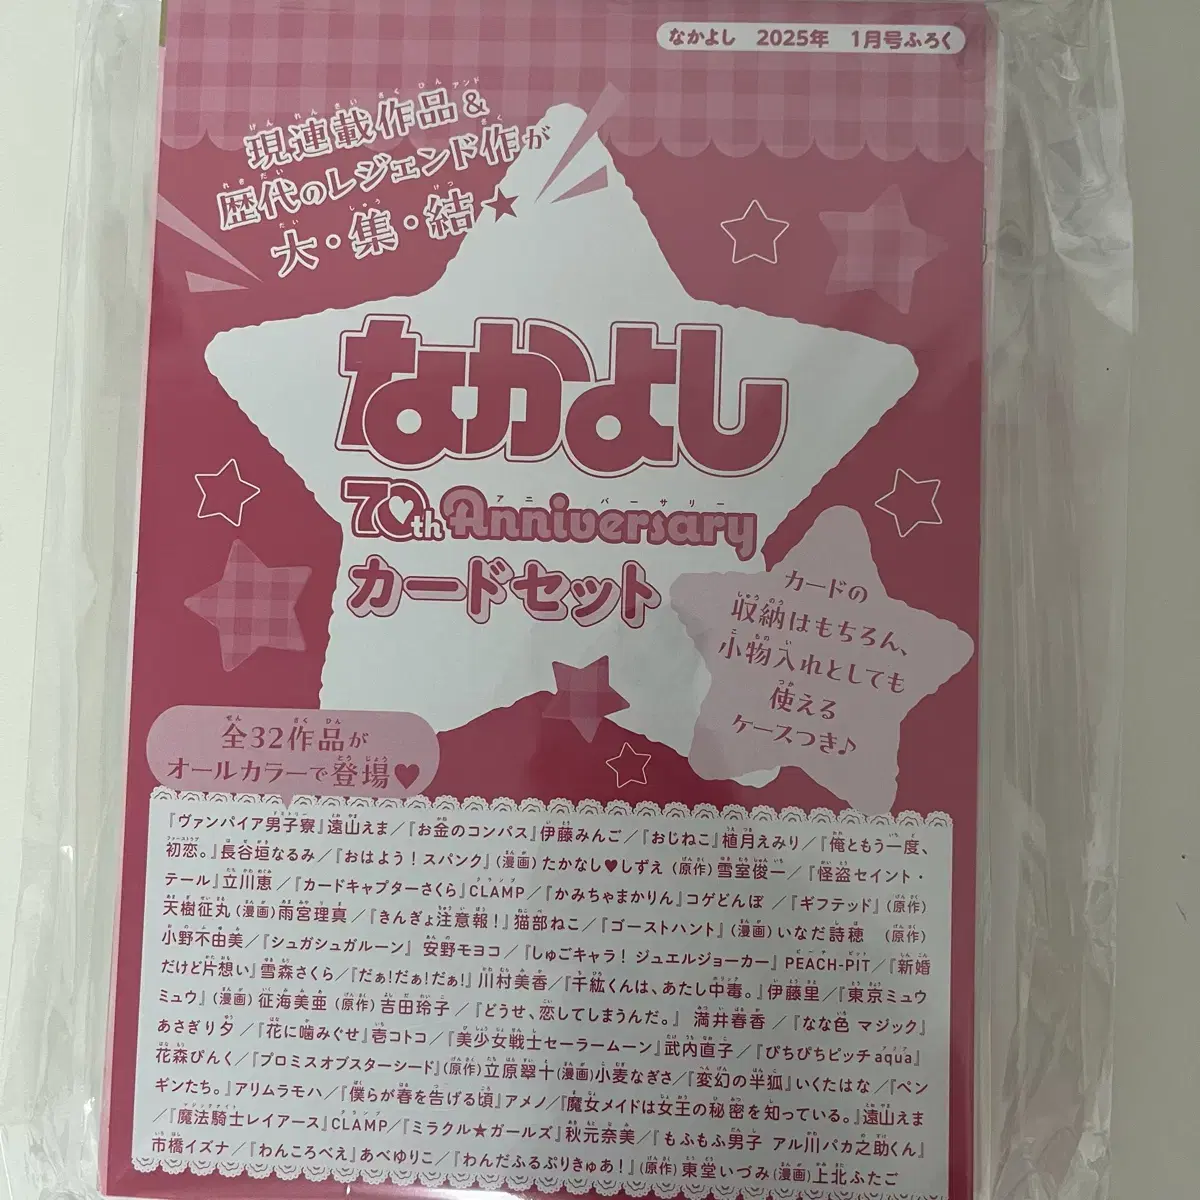 なかよし 2025年 1月号ふろく
現連載作品&
歴代のレジェンド作が
大・集・結★
なかよし
70th Anniversary
アニバーサリー
カードセット
カードの
収納はもちろん、
小物入れとしても
使える
ケースつき♪
全32作品が
オールカラーで登場♥
『ヴァンパイア男子寮』遠山えま/『お金のコンパス』伊藤みんご/『おじねこ』植月えみり/『俺ともう一度、
初恋。』長谷垣なるみ/『おはよう!スパンク』(漫画)たかなし♥しずえ(原作)雪室俊一/『怪盗セイント・
テール』立川恵/『カードキャプターさくら』CLAMP/『かみちゃまかりん』コゲどんぼ/『ギフテッド』(原作)
天樹征丸(漫画)雨宮理真/『きんぎょ注意報!』猫部ねこ/『ゴーストハント』(漫画)いなだ詩穂 (原作)
小野不由美/『シュガシュガルーン』安野モヨコ/『しゅごキャラ!ジュエルジョーカー』PEACH-PIT/『新婚
だけど片想い』雪森さくら/『だぁ!だぁ!だぁ!』川村美香/『千紘くんは、あたし中毒。』伊藤里/『東京ミュウ
ミュウ』(漫画)征海美亜(原作)吉田玲子/『どうせ、恋してしまうんだ。』満井春香/『なな色マジック』
あさぎり夕/『花に噛みぐせ』壱コトコ/『美少女戦士セーラームーン』武内直子/『ぴちぴちピッチaqua』
花森ぴんく/『プロミスオブスターシード』(原作)立原翠十(漫画)小麦なぎさ/『変幻の半狐』いくたはな/『ペン
ギンたち。』アリムラモハ/『僕らが春を告げる頃』アメノ/『魔女メイドは女王の秘密を知っている。』遠山えま
/『魔法騎士レイアース』CLAMP/『ミラクル★ガールズ』秋元奈美/『もふもふ男子 アル川パカ之助くん』
市橋イズナ/『わんころべえ』あべゆりこ/『わんだふるぷりきゅあ!』(原作)東堂いづみ(漫画)上北ふたご